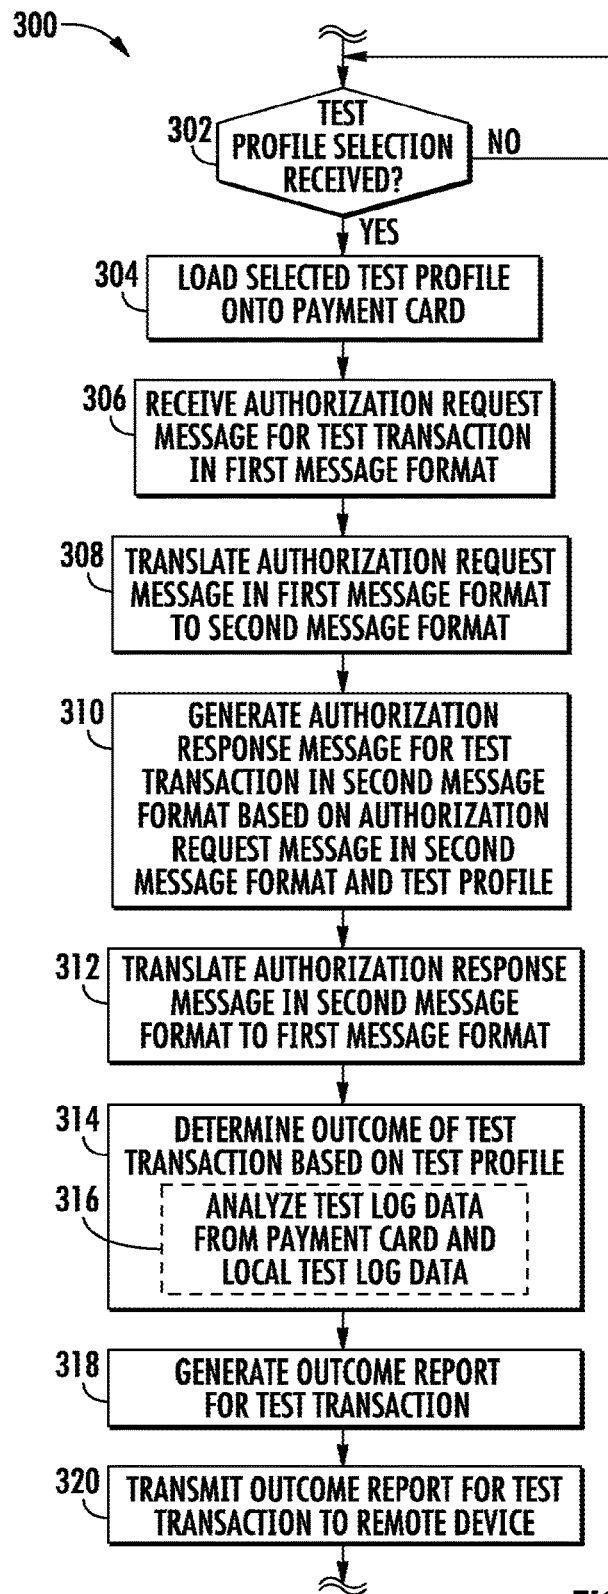 300
302
TEST
PROFILE SELECTION
RECEIVED?
NO
YES
304
LOAD SELECTED TEST PROFILE
ONTO PAYMENT CARD
306
RECEIVE AUTHORIZATION REQUEST
MESSAGE FOR TEST TRANSACTION
IN FIRST MESSAGE FORMAT
308
TRANSLATE AUTHORIZATION REQUEST
MESSAGE IN FIRST MESSAGE FORMAT
TO SECOND MESSAGE FORMAT
310
GENERATE AUTHORIZATION
RESPONSE MESSAGE FOR TEST
TRANSACTION IN SECOND MESSAGE
FORMAT BASED ON AUTHORIZATION
REQUEST MESSAGE IN SECOND
MESSAGE FORMAT AND TEST PROFILE
312
TRANSLATE AUTHORIZATION RESPONSE
MESSAGE IN SECOND MESSAGE
FORMAT TO FIRST MESSAGE FORMAT
314
DETERMINE OUTCOME OF TEST
TRANSACTION BASED ON TEST PROFILE
316
ANALYZE TEST LOG DATA
FROM PAYMENT CARD AND
LOCAL TEST LOG DATA
318
GENERATE OUTCOME REPORT
FOR TEST TRANSACTION
320
TRANSMIT OUTCOME REPORT FOR TEST
TRANSACTION TO REMOTE DEVICE